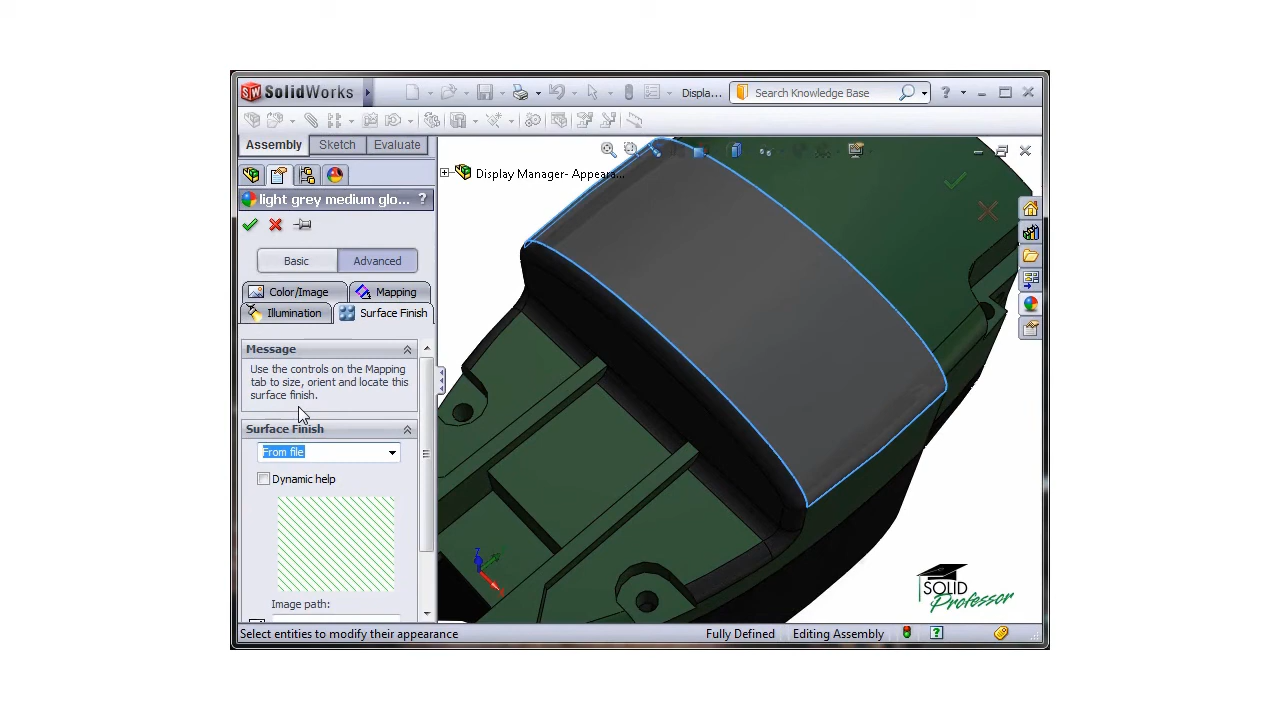 SW SolidWorks
Displa...
Search Knowledge Base
?
Assembly
Sketch
Evaluate
Display Manager- Appeara...
light grey medium glo...
?
Basic
Advanced
Color/Image
Mapping
Illumination
Surface Finish
Message
Use the controls on the Mapping
tab to size, orient and locate this
surface finish.
Surface Finish
From file
Dynamic help
Image path:
Z
SOLID
Professor
Select entities to modify their appearance
Fully Defined
Editing Assembly
?